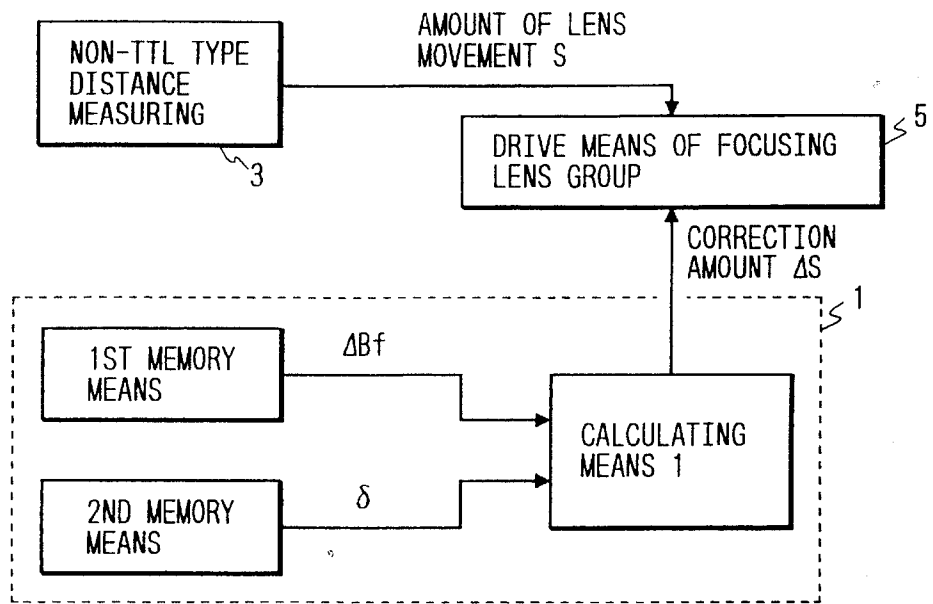 NON-TTL TYPE
DISTANCE
MEASURING
3
AMOUNT OF LENS
MOVEMENT S
DRIVE MEANS OF FOCUSING
LENS GROUP
5
CORRECTION
AMOUNT ΔS
1
1ST MEMORY
MEANS
ΔBf
CALCULATING
MEANS 1
2ND MEMORY
MEANS
δ